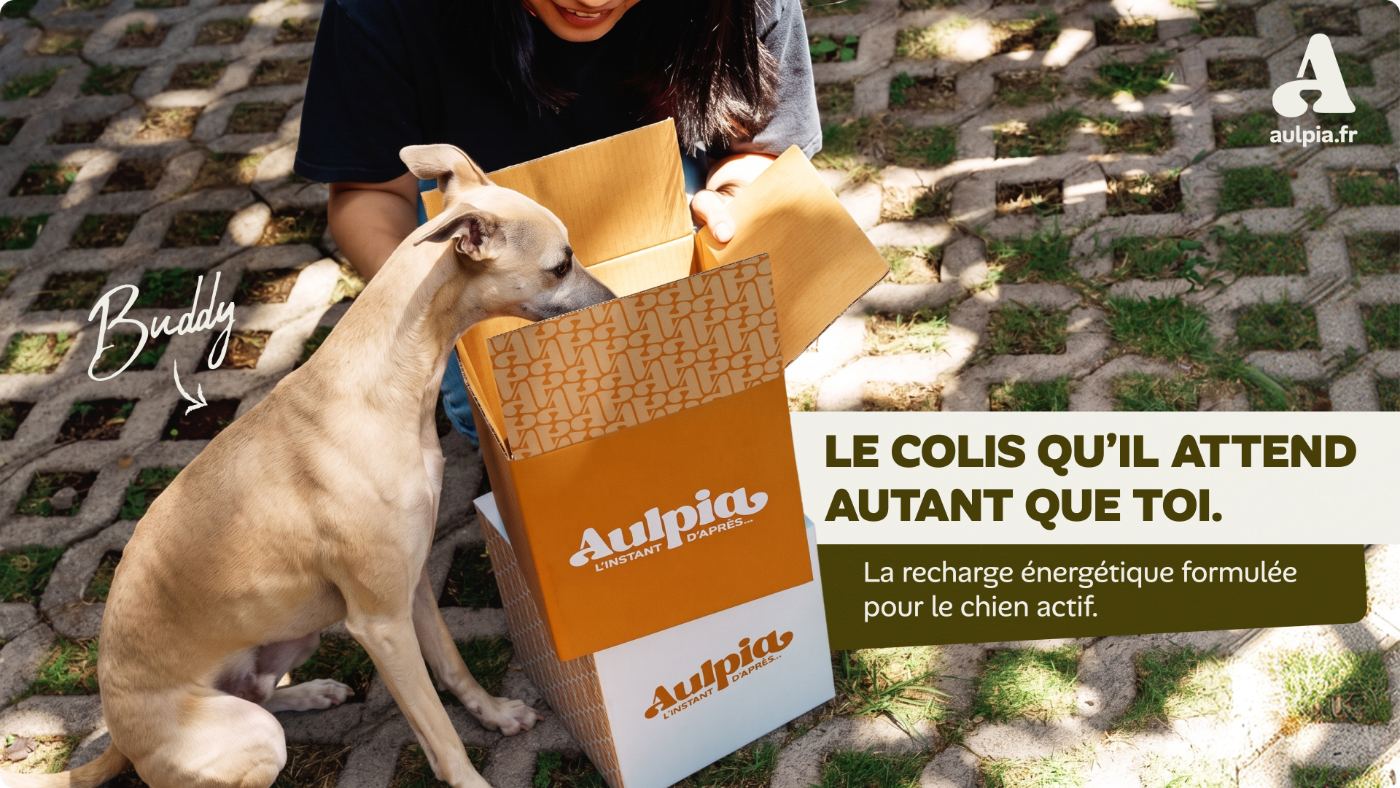 A
aulpia.fr
Buddy
LE COLIS QU’IL ATTEND
AUTANT QUE TOI.
La recharge énergétique formulée
pour le chien actif.
Aulpia
L’INSTANT D’APRÈS...
Aulpia
L’INSTANT D’APRÈS...